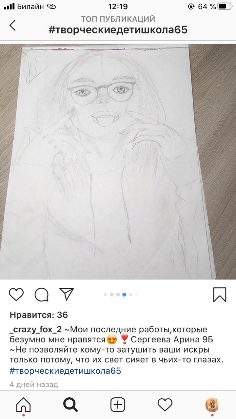 Билайн
12:19
64 %
ТОП ПУБЛИКАЦИЙ
#творческиедетишкола65
Нравится: 36
_crazy_fox_2 ~Мои последние работы,которые
безумно мне нравятся😍❣️Сергеева Арина 9Б
~Не позволяйте кому-то затушить ваши искры
только потому, что их свет сияет в чьих-то глазах.
#творческиедетишкола65
4 дней назад